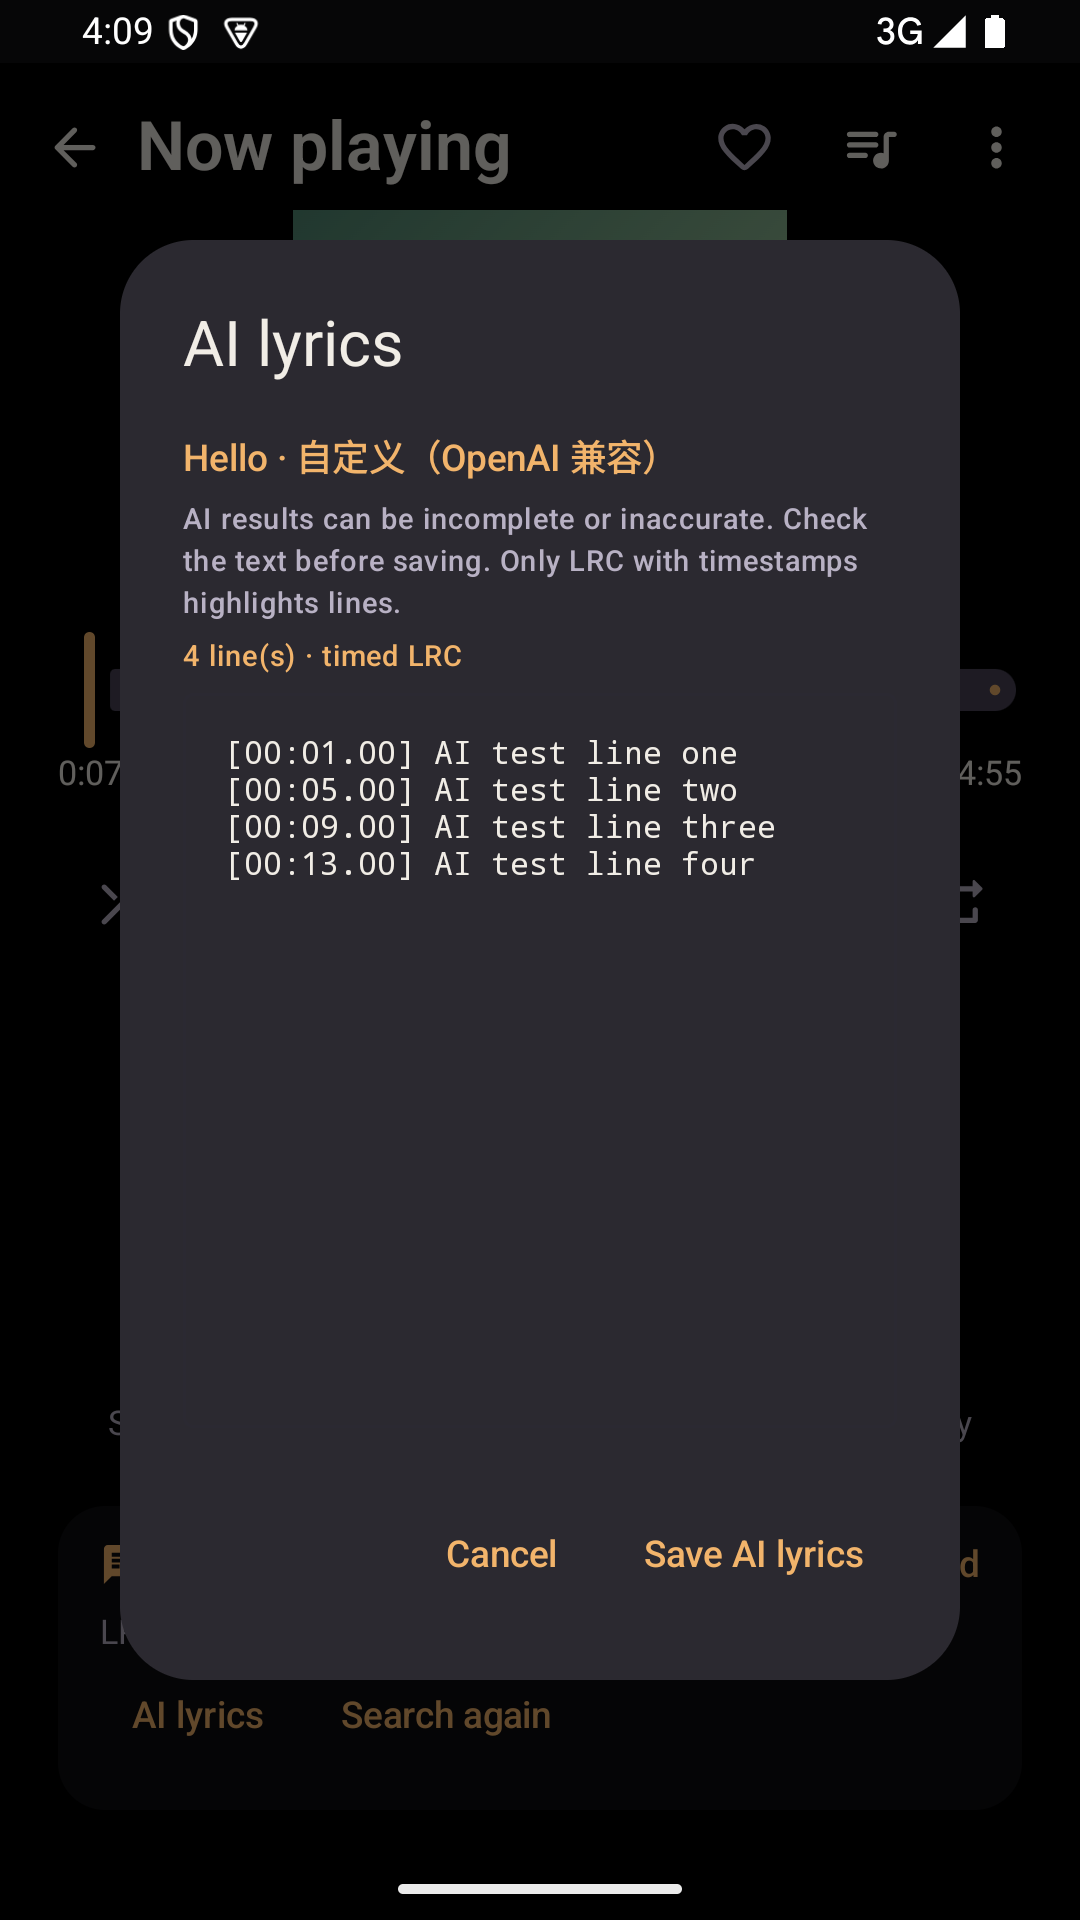 4:09
3G
Now playing
AI lyrics
Hello · 自定义（OpenAI 兼容）
AI results can be incomplete or inaccurate. Check
the text before saving. Only LRC with timestamps
highlights lines.
4 line(s) · timed LRC
0:07
4:55
[00:01.00] AI test line one
[00:05.00] AI test line two
[00:09.00] AI test line three
[00:13.00] AI test line four
Cancel
Save AI lyrics
AI lyrics
Search again